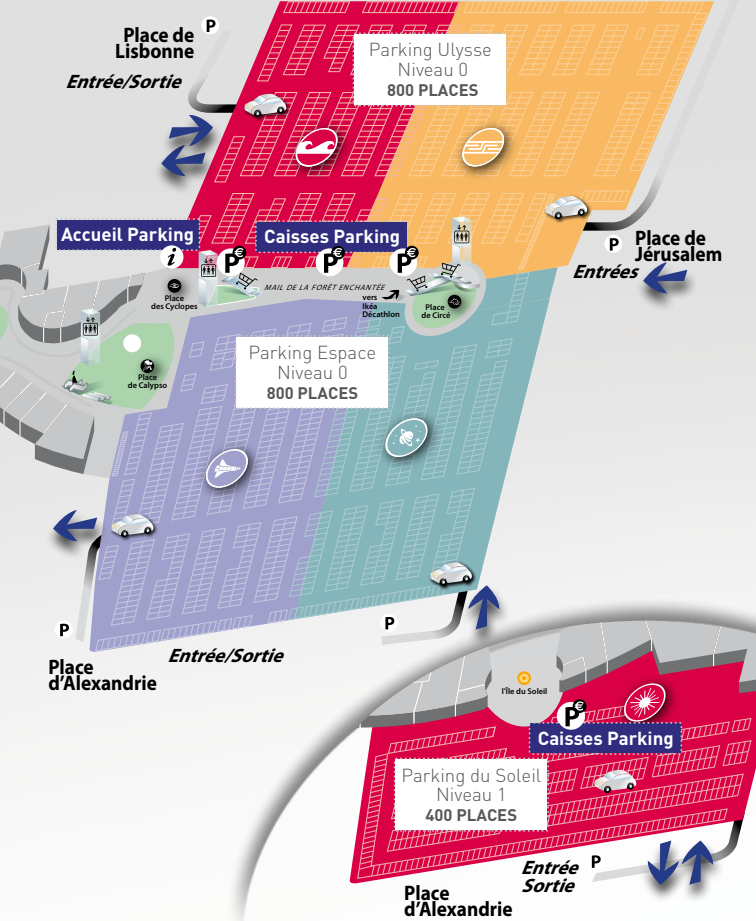 P
Place de
Lisbonne
Entrée/Sortie
Parking Ulysse
Niveau 0
800 PLACES
Accueil Parking
Caisses Parking
i
P€
P€
P€
P
Place de
Jérusalem
Entrées
MAIL DE LA FORÊT ENCHANTÉE
Place
des Cyclopes
vers
Ikéa
Décathlon
Place
de Circé
Place
de Calypso
Parking Espace
Niveau 0
800 PLACES
P
P
Entrée/Sortie
Place
d'Alexandrie
l'Île du Soleil
P€
Caisses Parking
Parking du Soleil
Niveau 1
400 PLACES
Entrée
Sortie
P
Place
d'Alexandrie